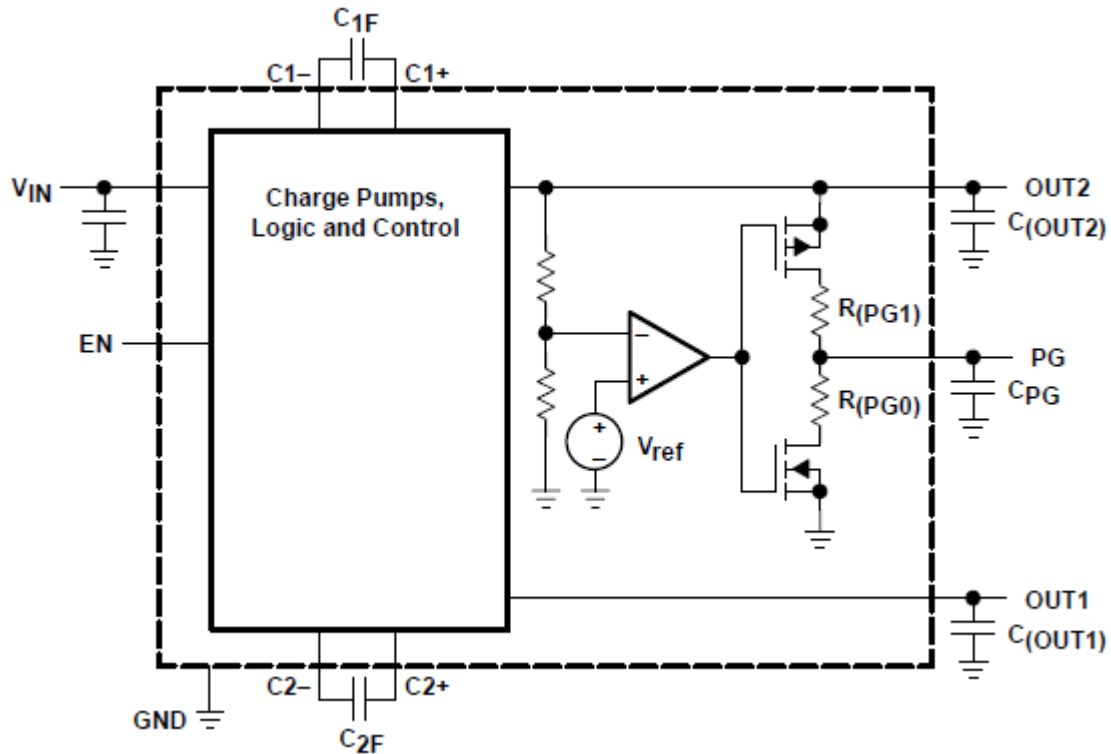 C1F
C1– C1+
VIN
Charge Pumps,
Logic and Control
OUT2
C(OUT2)
R(PG1)
EN
–
+
PG
CPG
R(PG0)
+
–
Vref
OUT1
C(OUT1)
C2– C2+
GND
C2F